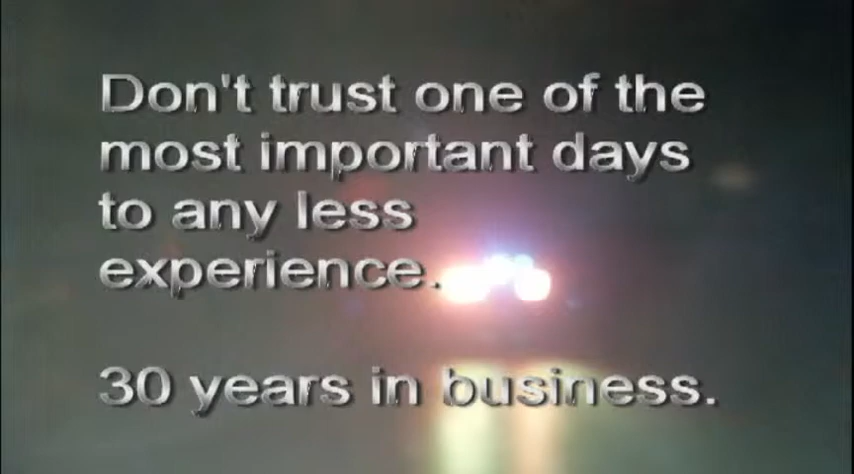 Don't trust one of the
most important days
to any less
experience.
30 years in business.